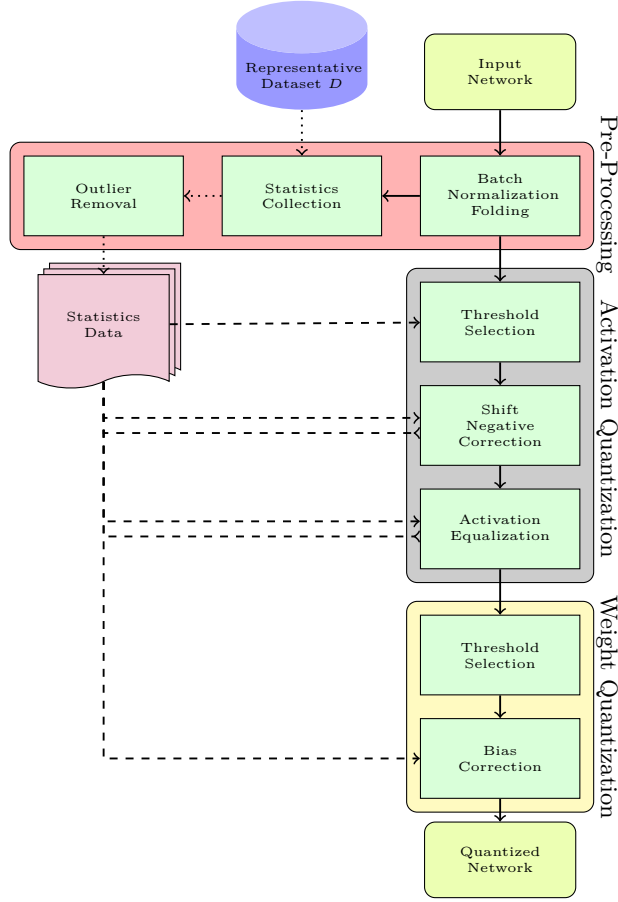 Representative
Dataset D
Input
Network
Pre-Processing
Outlier
Removal
Statistics
Collection
Batch
Normalization
Folding
Statistics
Data
Activation Quantization
Threshold
Selection
Shift
Negative
Correction
Activation
Equalization
Weight Quantization
Threshold
Selection
Bias
Correction
Quantized
Network